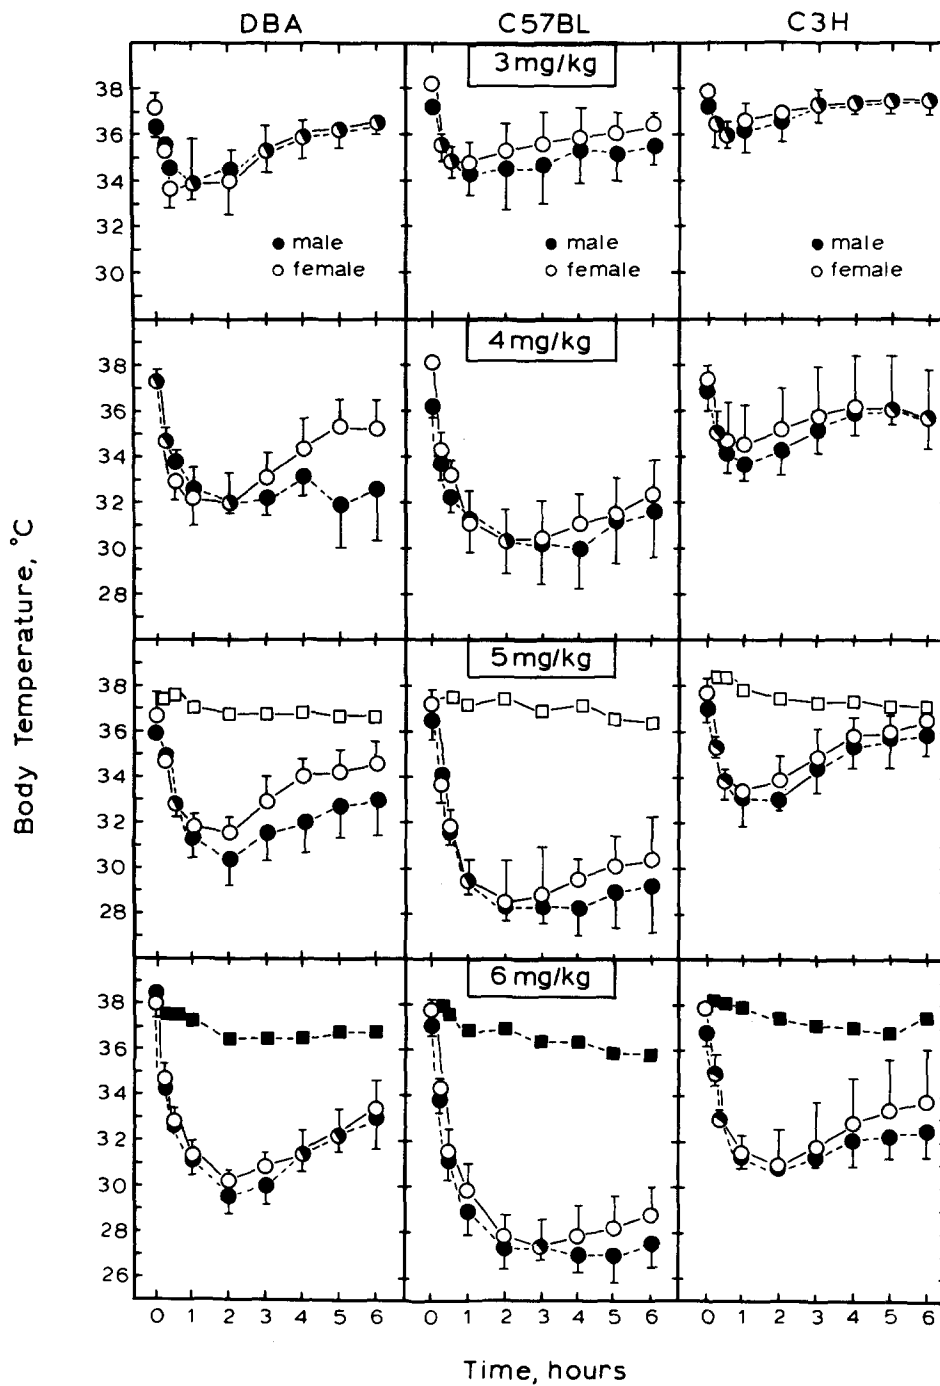 DBA C57BL C3H
3mg/kg
38
36
34
32
30
● male ● male ● male
○ female ○ female ○ female
4mg/kg
38
36
34
32
30
28
5mg/kg
38
36
34
32
30
28
6mg/kg
38
36
34
32
30
28
26
0 1 2 3 4 5 6 0 1 2 3 4 5 6 0 1 2 3 4 5 6
Body Temperature, °C
Time, hours